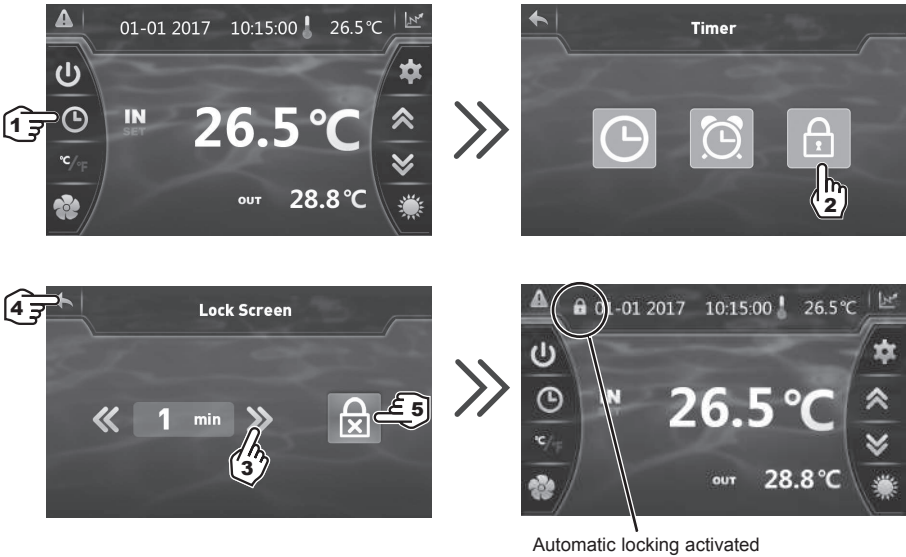 01-01 2017 10:15:00 26.5°C
IN
SET
26.5°C
°C/°F
OUT 28.8°C
1
Timer
2
Lock Screen
1 min
3
4
5
01-01 2017 10:15:00 26.5°C
IN
SET
26.5°C
°C/°F
OUT 28.8°C
Automatic locking activated